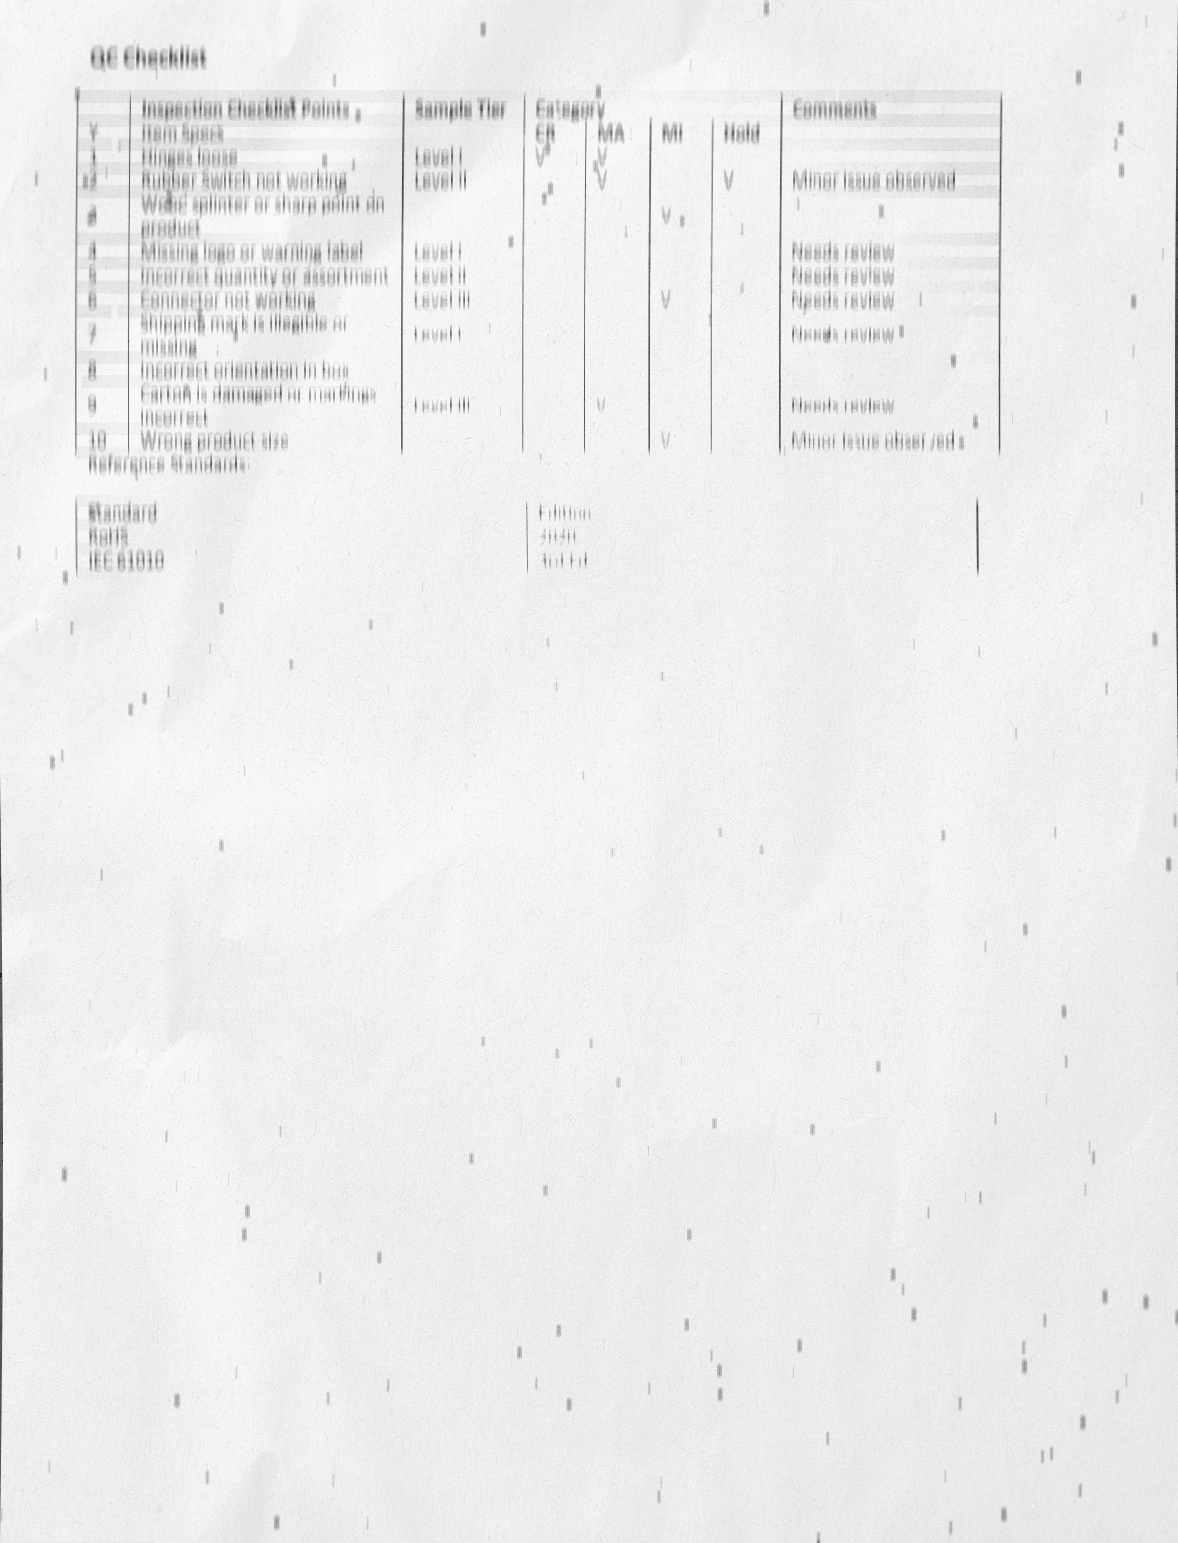 QC Checklist
Inspection Checklist Points Sample Tier Category Comments
Y Item Specs CR MA MI Hold
1 Hinges loose Level I V V
2 Rubber Switch not working Level II V V Minor issue observed
3 Wood splinter or sharp point on V
product
4 Missing logo or warning label Level I Needs review
5 Incorrect quantity or assortment Level II Needs review
6 Connector not working Level III V Needs review
7 Shipping mark is illegible or Level I Needs review
missing
8 Incorrect orientation in box
9 Carton is damaged or markings Level III V Needs review
incorrect
10 Wrong product size V Minor issue observed
Reference Standards:
Standard Edition
RoHS
IEC 61010 3rd Ed